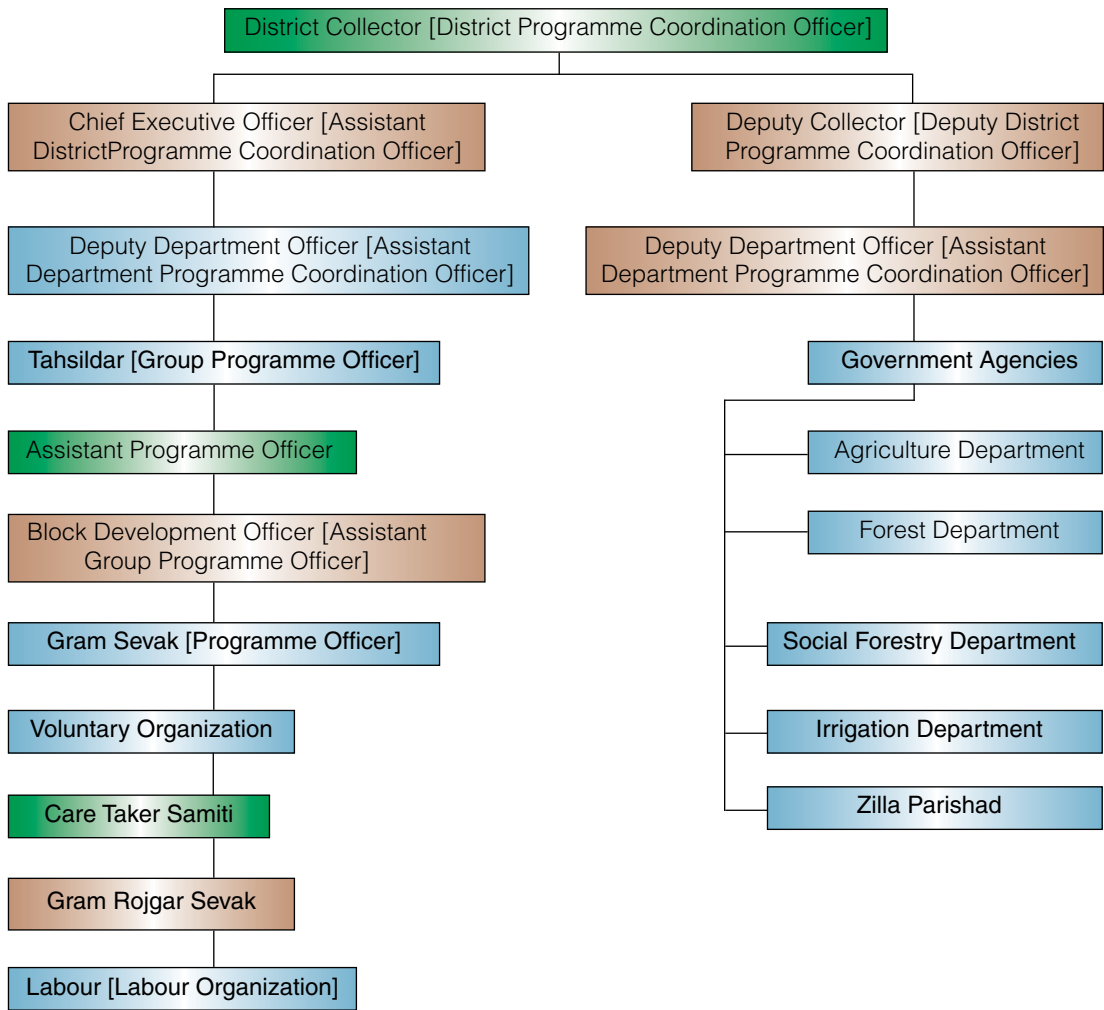 District Collector [District Programme Coordination Officer]
Chief Executive Officer [Assistant
DistrictProgramme Coordination Officer]
Deputy Department Officer [Assistant
Department Programme Coordination Officer]
Tahsildar [Group Programme Officer]
Assistant Programme Officer
Block Development Officer [Assistant
Group Programme Officer]
Gram Sevak [Programme Officer]
Voluntary Organization
Care Taker Samiti
Gram Rojgar Sevak
Labour [Labour Organization]
Deputy Collector [Deputy District
Programme Coordination Officer]
Deputy Department Officer [Assistant
Department Programme Coordination Officer]
Government Agencies
Agriculture Department
Forest Department
Social Forestry Department
Irrigation Department
Zilla Parishad